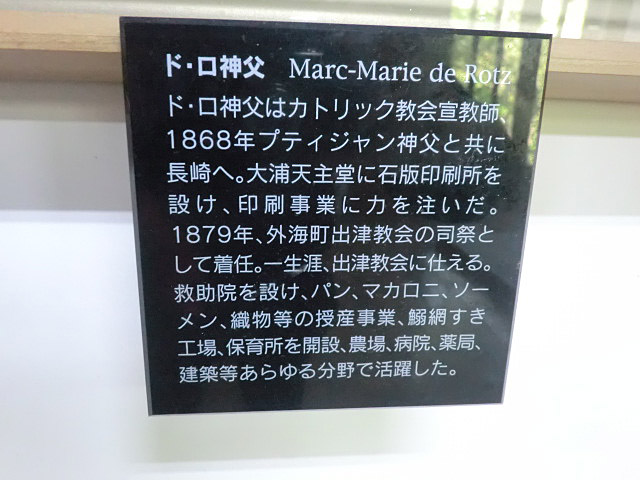 ド・ロ神父 Marc-Marie de Rotz
ド・ロ神父はカトリック教会宣教師、
1868年プティジャン神父と共に
長崎へ。大浦天主堂に石版印刷所を
設け、印刷事業に力を注いだ。
1879年、外海町出津教会の司祭と
して着任。一生涯、出津教会に仕える。
救助院を設け、パン、マカロニ、ソー
メン、織物等の授産事業、鰯網すき
工場、保育所を開設、農場、病院、薬局、
建築等あらゆる分野で活躍した。